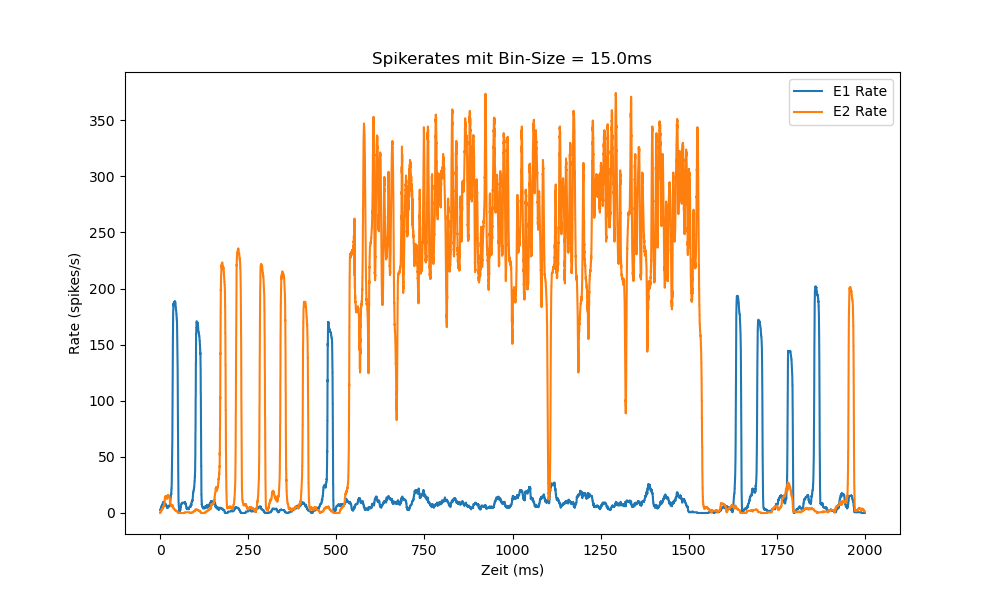 Spikerates mit Bin-Size = 15.0ms
E1 Rate
E2 Rate
Rate (spikes/s)
350
300
250
200
150
100
50
0
0 250 500 750 1000 1250 1500 1750 2000
Zeit (ms)